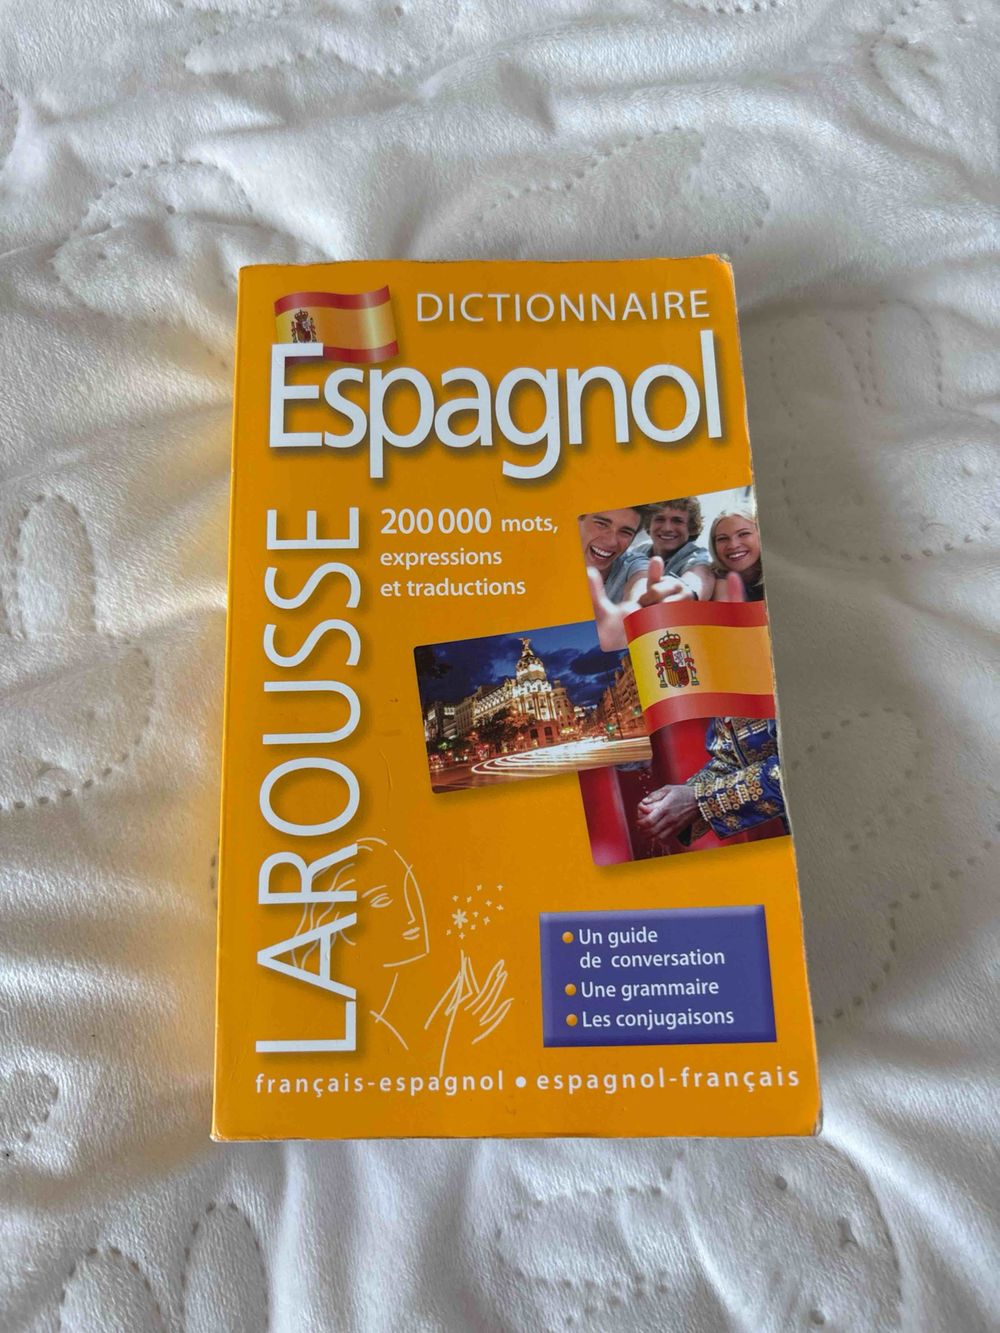 DICTIONNAIRE
Espagnol
LAROUSSE
200 000 mots,
expressions
et traductions
• Un guide
de conversation
• Une grammaire
• Les conjugaisons
français-espagnol • espagnol-français